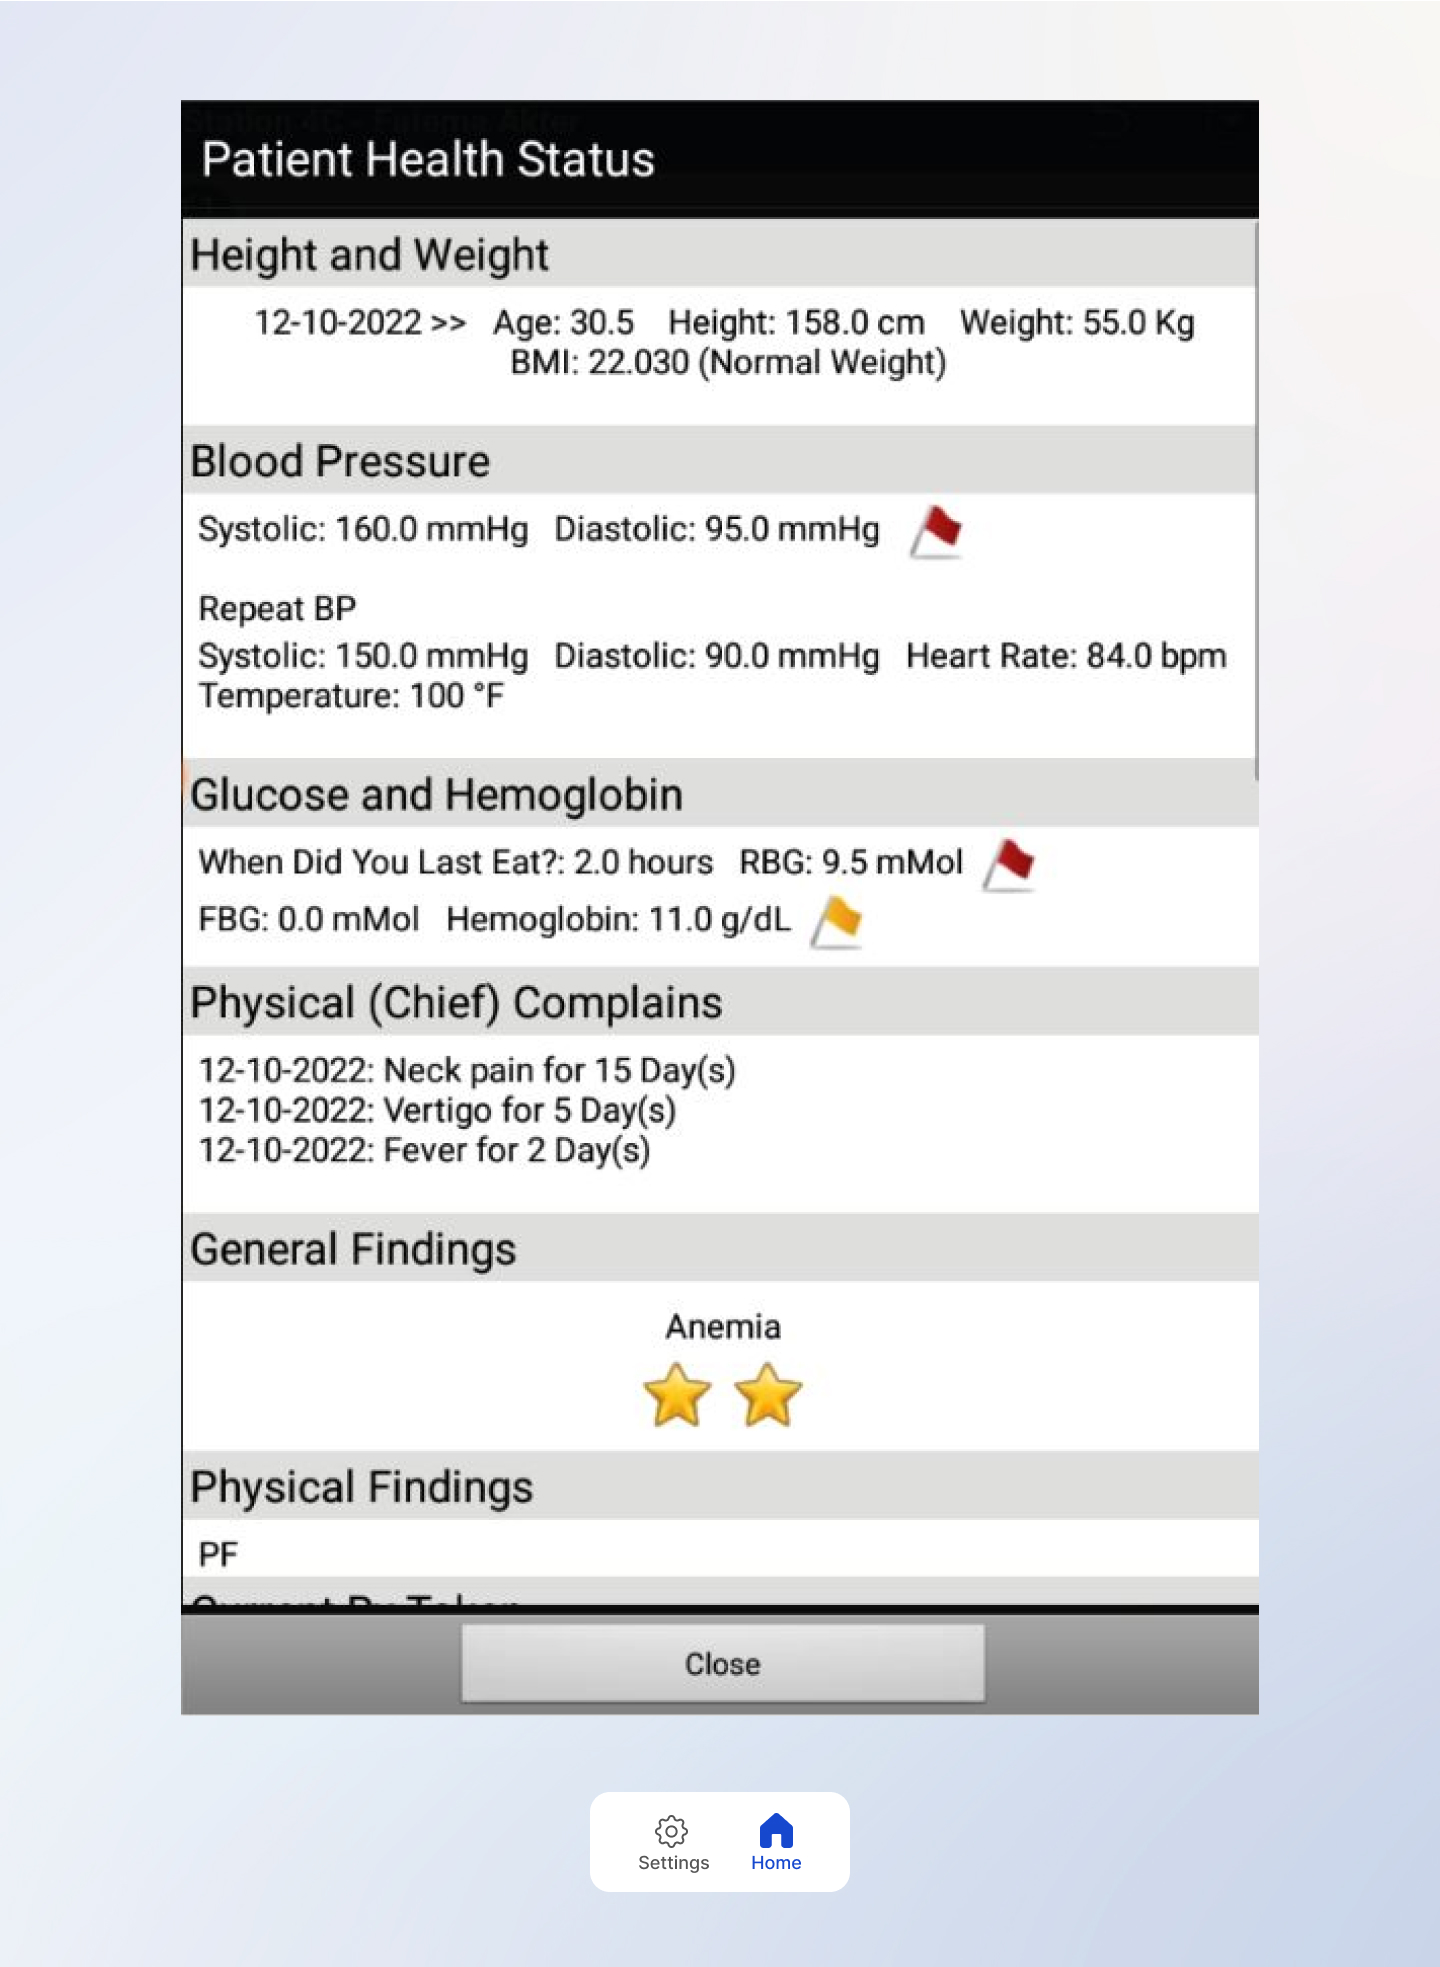 Patient Health Status
Height and Weight
12-10-2022 >> Age: 30.5 Height: 158.0 cm Weight: 55.0 Kg
BMI: 22.030 (Normal Weight)
Blood Pressure
Systolic: 160.0 mmHg Diastolic: 95.0 mmHg
Repeat BP
Systolic: 150.0 mmHg Diastolic: 90.0 mmHg Heart Rate: 84.0 bpm
Temperature: 100 °F
Glucose and Hemoglobin
When Did You Last Eat?: 2.0 hours RBG: 9.5 mMol
FBG: 0.0 mMol Hemoglobin: 11.0 g/dL
Physical (Chief) Complains
12-10-2022: Neck pain for 15 Day(s)
12-10-2022: Vertigo for 5 Day(s)
12-10-2022: Fever for 2 Day(s)
General Findings
Anemia
Physical Findings
PF
Close
Settings
Home